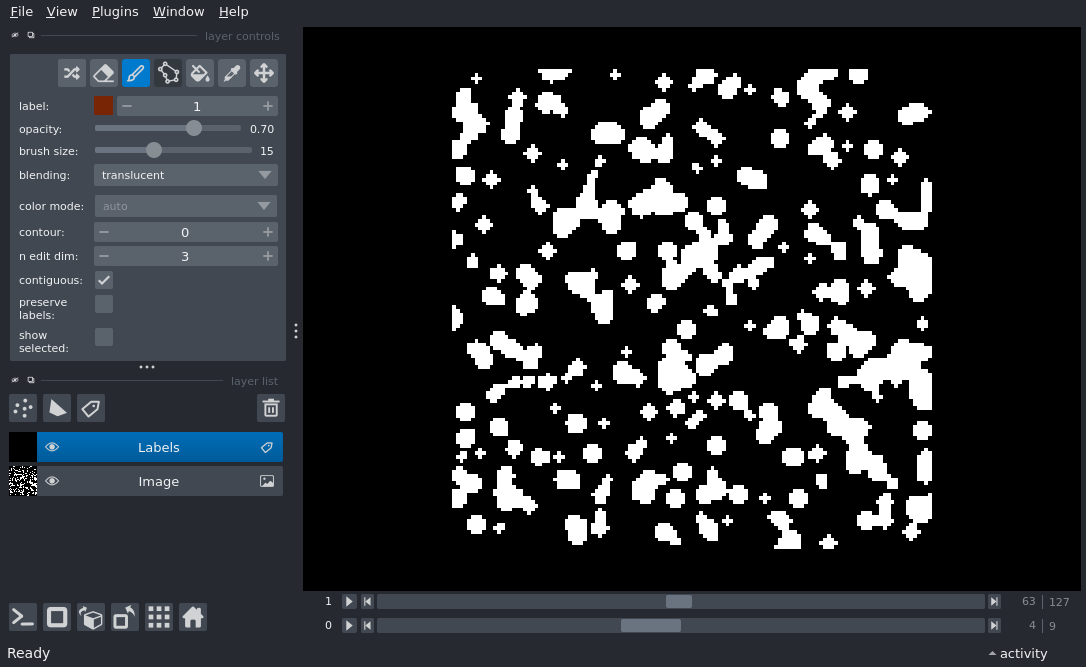 File View Plugins Window Help
layer controls
label: 1
opacity: 0.70
brush size: 15
blending: translucent
color mode: auto
contour: 0
n edit dim: 3
contiguous:
preserve
labels:
show
selected:
layer list
Labels
Image
1 63 127
0 4 9
Ready activity